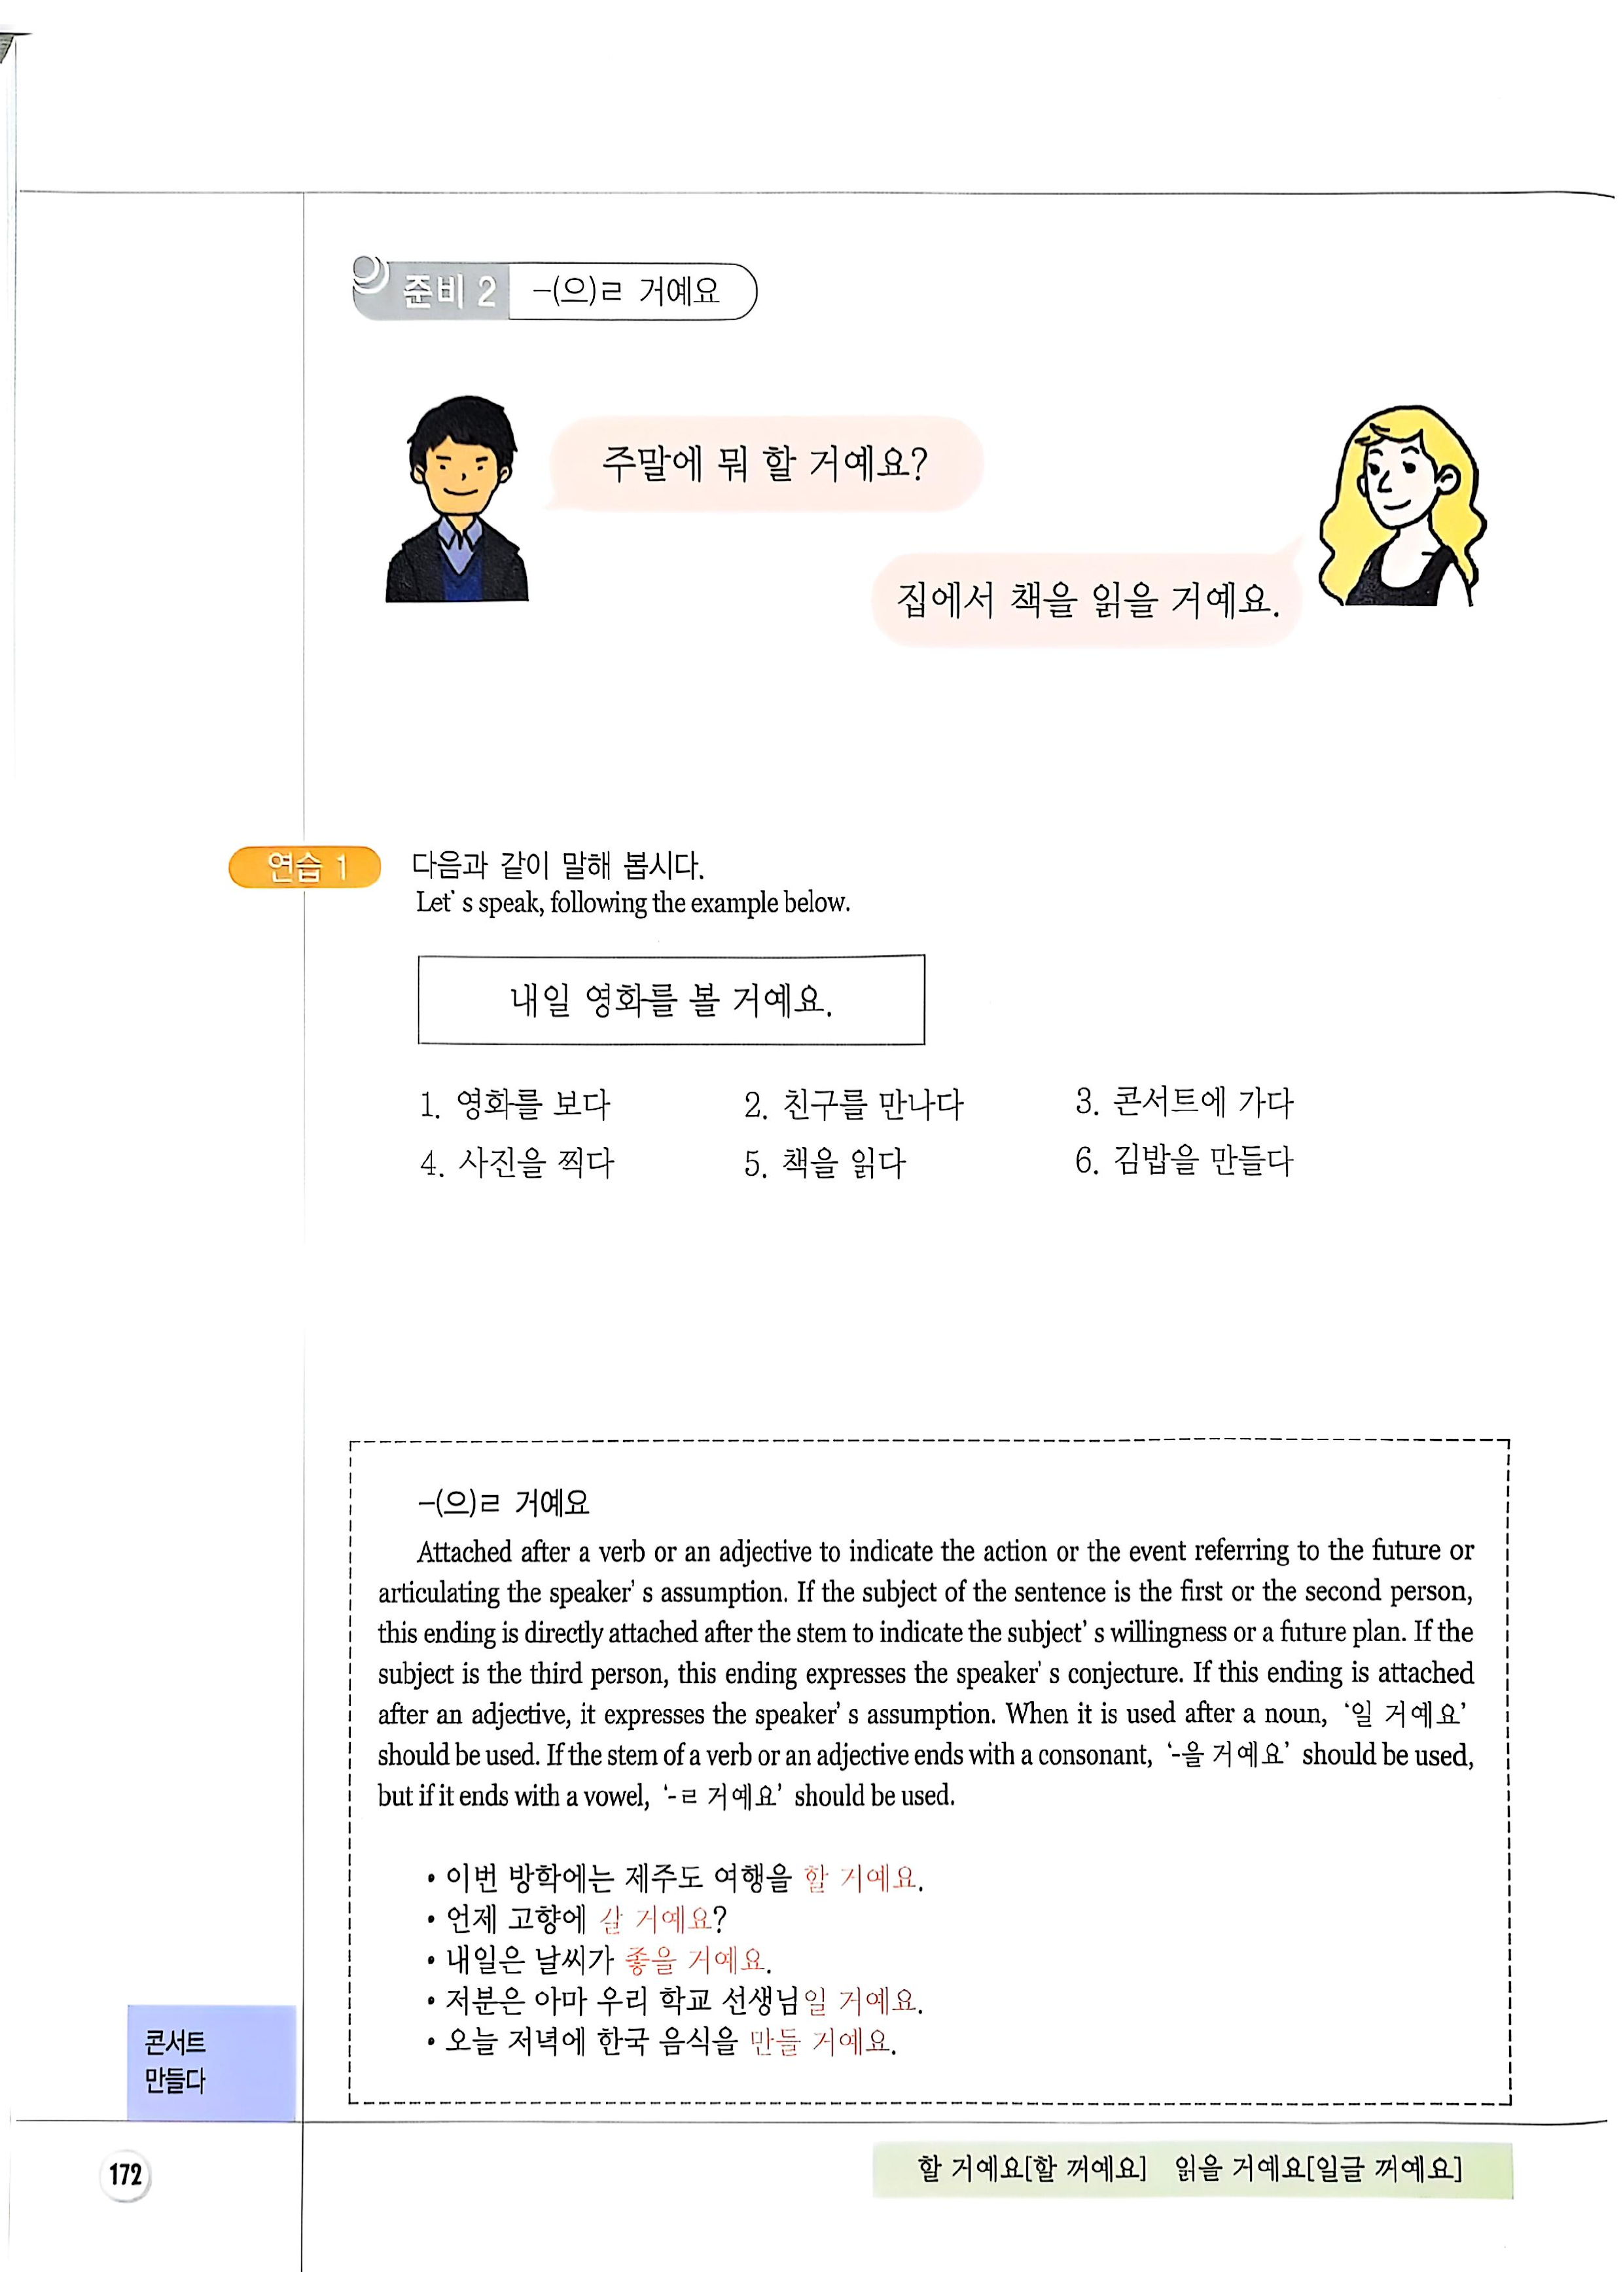 준비 2 -(으)ㄹ 거예요
주말에 뭐 할 거예요?
집에서 책을 읽을 거예요.
연습 1 다음과 같이 말해 봅시다.
Let's speak, following the example below.
내일 영화를 볼 거예요.
1. 영화를 보다 2. 친구를 만나다 3. 콘서트에 가다
4. 사진을 찍다 5. 책을 읽다 6. 김밥을 만들다
-(으)ㄹ 거예요
Attached after a verb or an adjective to indicate the action or the event referring to the future or
articulating the speaker's assumption. If the subject of the sentence is the first or the second person,
this ending is directly attached after the stem to indicate the subject's willingness or a future plan. If the
subject is the third person, this ending expresses the speaker's conjecture. If this ending is attached
after an adjective, it expresses the speaker's assumption. When it is used after a noun, '일 거예요'
should be used. If the stem of a verb or an adjective ends with a consonant, '-을 거예요' should be used,
but if it ends with a vowel, '-ㄹ 거예요' should be used.
• 이번 방학에는 제주도 여행을 할 거예요.
• 언제 고향에 갈 거예요?
• 내일은 날씨가 좋을 거예요.
• 저분은 아마 우리 학교 선생님일 거예요.
• 오늘 저녁에 한국 음식을 만들 거예요.
콘서트
만들다
172
할 거예요[할 꺼예요] 읽을 거예요[일글 꺼예요]